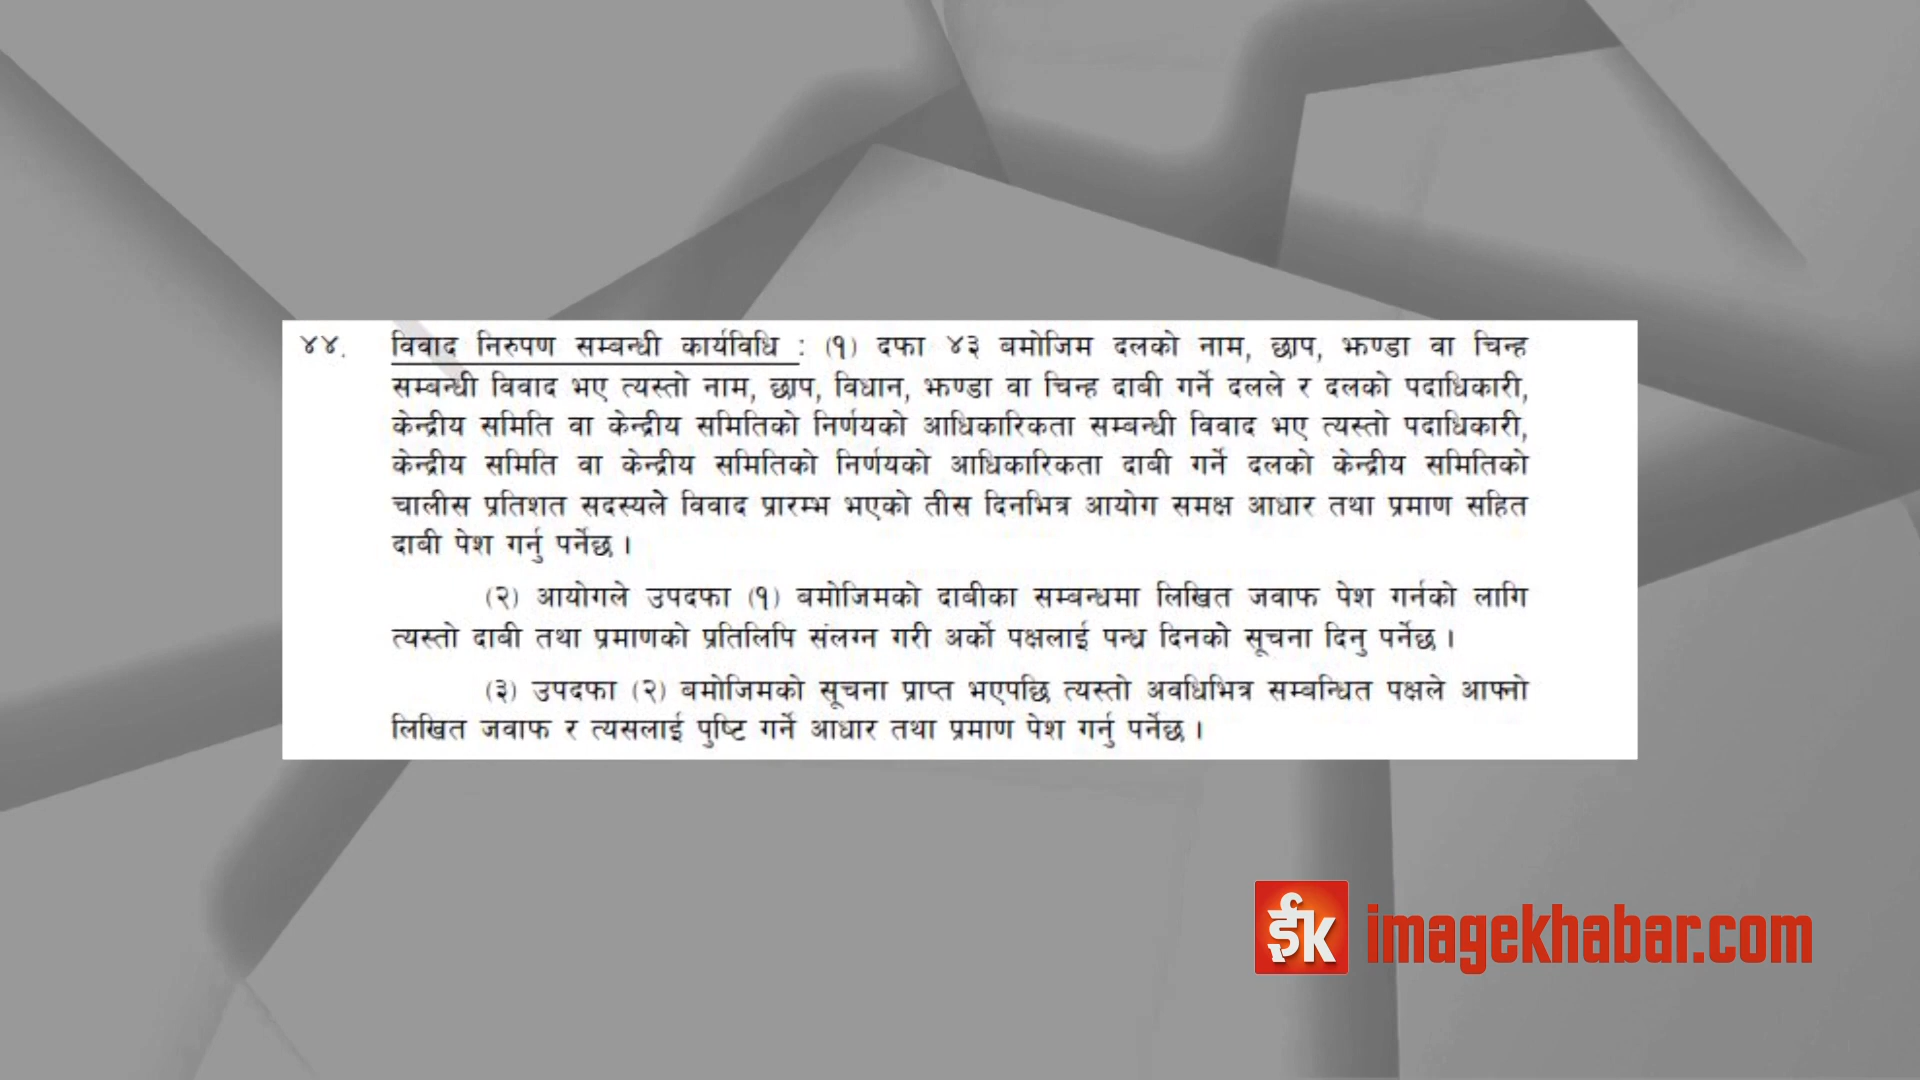 ४४. विवाद निरुपण सम्बन्धी कार्यविधि : (१) दफा ४३ बमोजिम दलको नाम, छाप, झण्डा वा चिन्ह
सम्बन्धी विवाद भए त्यस्तो नाम, छाप, विधान, झण्डा वा चिन्ह दाबी गर्ने दलले र दलको पदाधिकारी,
केन्द्रीय समिति वा केन्द्रीय समितिको निर्णयको आधिकारिकता सम्बन्धी विवाद भए त्यस्तो पदाधिकारी,
केन्द्रीय समिति वा केन्द्रीय समितिको निर्णयको आधिकारिकता दाबी गर्ने दलको केन्द्रीय समितिको
चालीस प्रतिशत सदस्यले विवाद प्रारम्भ भएको तीस दिनभित्र आयोग समक्ष आधार तथा प्रमाण सहित
दाबी पेश गर्नु पर्नेछ ।
(२) आयोगले उपदफा (१) बमोजिमको दाबीका सम्बन्धमा लिखित जवाफ पेश गर्नको लागि
त्यस्तो दाबी तथा प्रमाणको प्रतिलिपि संलग्न गरी अर्को पक्षलाई पन्ध्र दिनको सूचना दिनु पर्नेछ ।
(३) उपदफा (२) बमोजिमको सूचना प्राप्त भएपछि त्यस्तो अवधिभित्र सम्बन्धित पक्षले आफ्नो
लिखित जवाफ र त्यसलाई पुष्टि गर्ने आधार तथा प्रमाण पेश गर्नु पर्नेछ ।
ईk imagekhabar.com